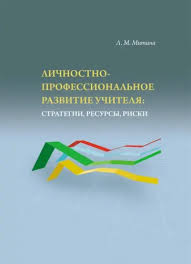 Л. М. Митина
ЛИЧНОСТНО-
ПРОФЕССИОНАЛЬНОЕ
РАЗВИТИЕ УЧИТЕЛЯ:
СТРАТЕГИИ, РЕСУРСЫ, РИСКИ